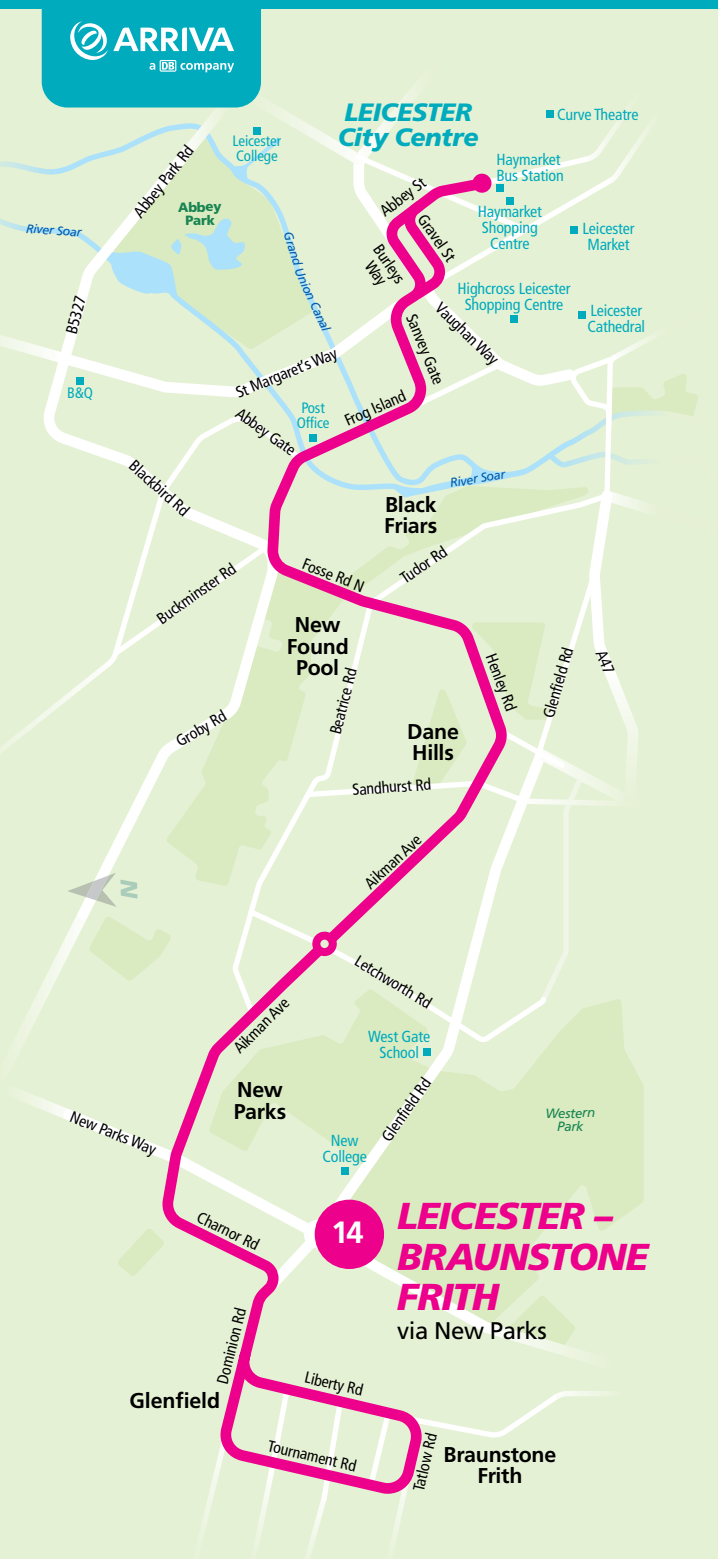 ARRIVA
a DB company
LEICESTER
City Centre
Curve Theatre
Leicester
College
Haymarket
Bus Station
Abbey Park Rd
Abbey
Park
Abbey St
Gravel St
Haymarket
Shopping
Centre
Leicester
Market
River Soar
Grand Union Canal
Burleys
Way
Highcross Leicester
Shopping Centre
Leicester
Cathedral
B5327
Sanvey Gate
Vaughan Way
St Margaret's Way
B&Q
Post
Office
Frog Island
Abbey Gate
Blackbird Rd
River Soar
Black
Friars
Tudor Rd
Fosse Rd N
Buckminster Rd
New
Found
Pool
Henley Rd
Glenfield Rd
A47
Beatrice Rd
Groby Rd
Dane
Hills
Sandhurst Rd
Aikman Ave
N
Letchworth Rd
Aikman Ave
West Gate
School
New
Parks
Glenfield Rd
Western
Park
New Parks Way
New
College
14
LEICESTER –
BRAUNSTONE
FRITH
via New Parks
Charnor Rd
Dominion Rd
Liberty Rd
Glenfield
Tournament Rd
Tatlow Rd
Braunstone
Frith